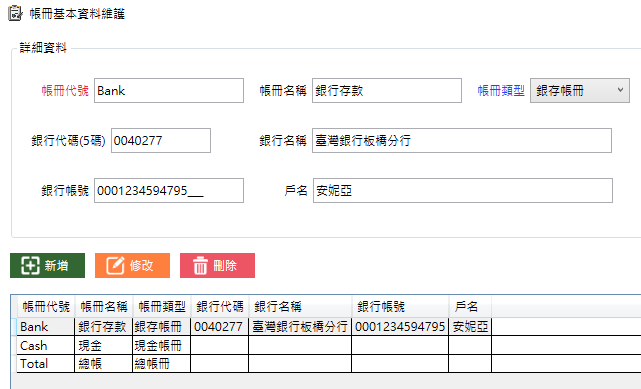 帳冊基本資料維護
詳細資料
帳冊代號 Bank 帳冊名稱 銀行存款 帳冊類型 銀存帳冊
銀行代碼(5碼) 0040277 銀行名稱 臺灣銀行板橋分行
銀行帳號 0001234594795___ 戶名 安妮亞
新增 修改 刪除
帳冊代號 帳冊名稱 帳冊類型 銀行代碼 銀行名稱 銀行帳號 戶名
Bank 銀行存款 銀存帳冊 0040277 臺灣銀行板橋分行 0001234594795 安妮亞
Cash 現金 現金帳冊
Total 總帳 總帳冊